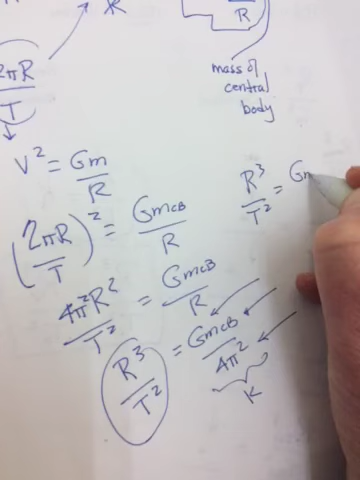 R
2πR/T
mass of
central
body
V² = Gm/R
(2πR/T)² = GmCB/R
R³/T² = G
4π²R²/T² = GmCB/R
R³/T² = GmCB/4π²
K